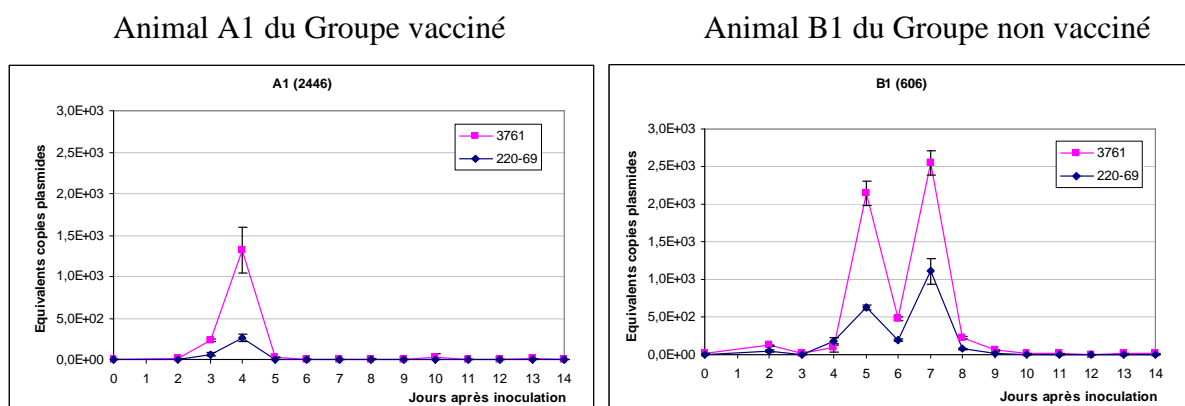 Animal A1 du Groupe vacciné
A1 (2446)
Equivalents copies plasmides
3,0E+03
2,5E+03
2,0E+03
1,5E+03
1,0E+03
5,0E+02
0,0E+00
3761
220-69
0 1 2 3 4 5 6 7 8 9 10 11 12 13 14
Jours après inoculation
Animal B1 du Groupe non vacciné
B1 (606)
Equivalents copies plasmides
3,0E+03
2,5E+03
2,0E+03
1,5E+03
1,0E+03
5,0E+02
0,0E+00
3761
220-69
0 1 2 3 4 5 6 7 8 9 10 11 12 13 14
Jours après inoculation